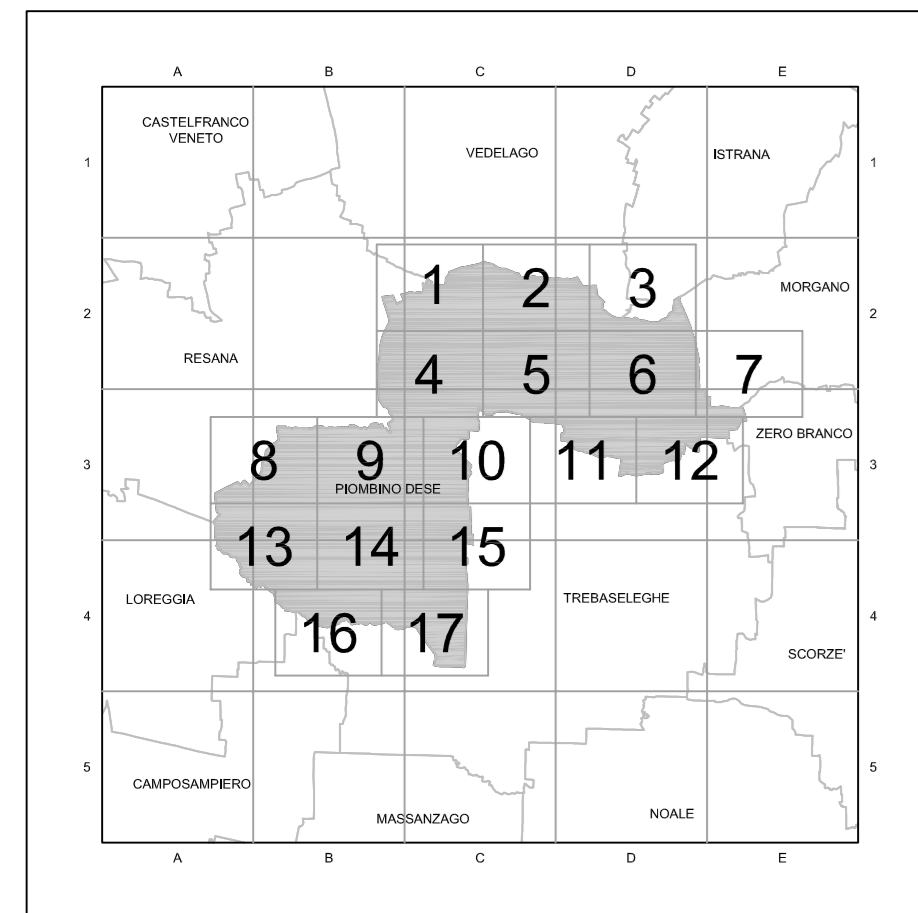 A B C D E
CASTELFRANCO
VENETO
VEDELAGO
ISTRANA
1 1
1 2 3
MORGANO
2 2
RESANA
4 5 6 7
ZERO BRANCO
8 9 10 11 12
3 3
PIOMBINO DESE
13 14 15
LOREGGIA
TREBASELEGHE
4 4
16 17
SCORZE'
5 5
CAMPOSAMPIERO
MASSANZAGO
NOALE
A B C D E